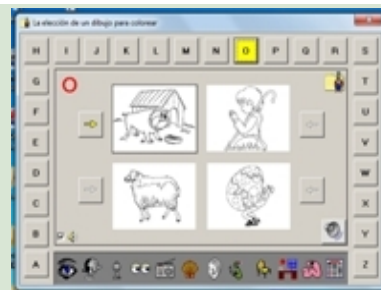 La elección de un dibujo para colorear
H I J K L M N O P Q R S
G O T
F U
E V
D W
C X
B Y
A Z